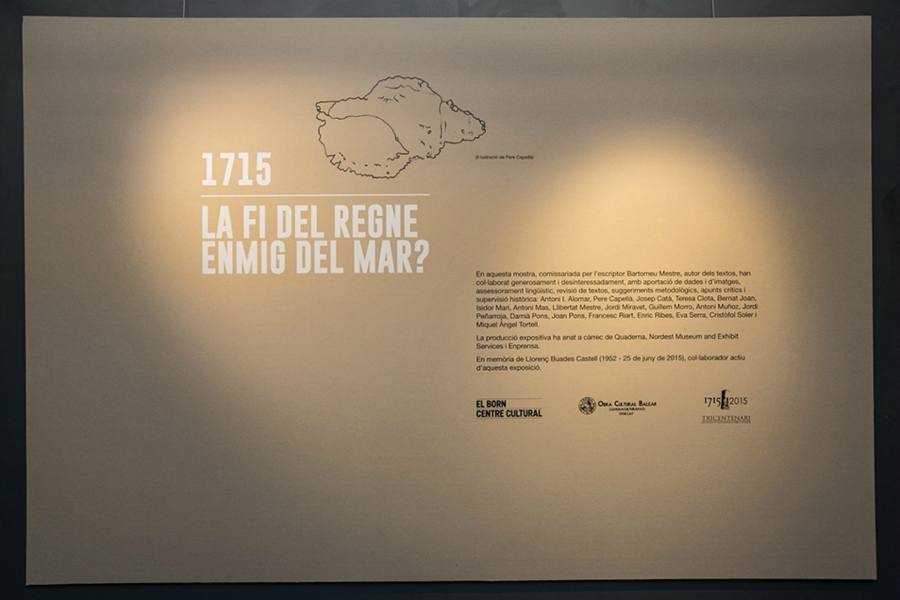 1715
LA FI DEL REGNE
ENMIG DEL MAR?
Il·lustració de Pere Capellà
En aquesta mostra, comissariada per l'escriptor Bartomeu Mestre, autor dels textos, han
col·laborat generosament i desinteressadament, amb aportació de dades i d'imatges,
assessorament lingüístic, revisió de textos, suggeriments metodològics, apunts crítics i
supervisió històrica: Antoni I. Alomar, Pere Capellà, Josep Catà, Teresa Clota, Bernat Joan,
Isidor Marí, Antoni Mas, Llibertat Mestre, Jordi Miravet, Guillem Morro, Antoni Muñoz, Jordi
Peñarroja, Damià Pons, Joan Pons, Francesc Riart, Enric Ribes, Eva Serra, Cristòfol Soler i
Miquel Àngel Tortell.
La producció expositiva ha anat a càrrec de Quaderna, Nordest Museum and Exhibit
Services i Enprensa.
En memòria de Llorenç Buades Castell (1952 - 25 de juny de 2015), col·laborador actiu
d'aquesta exposició.
EL BORN
CENTRE CULTURAL
OBRA CULTURAL BALEAR
1715 2015
TRICENTENARI